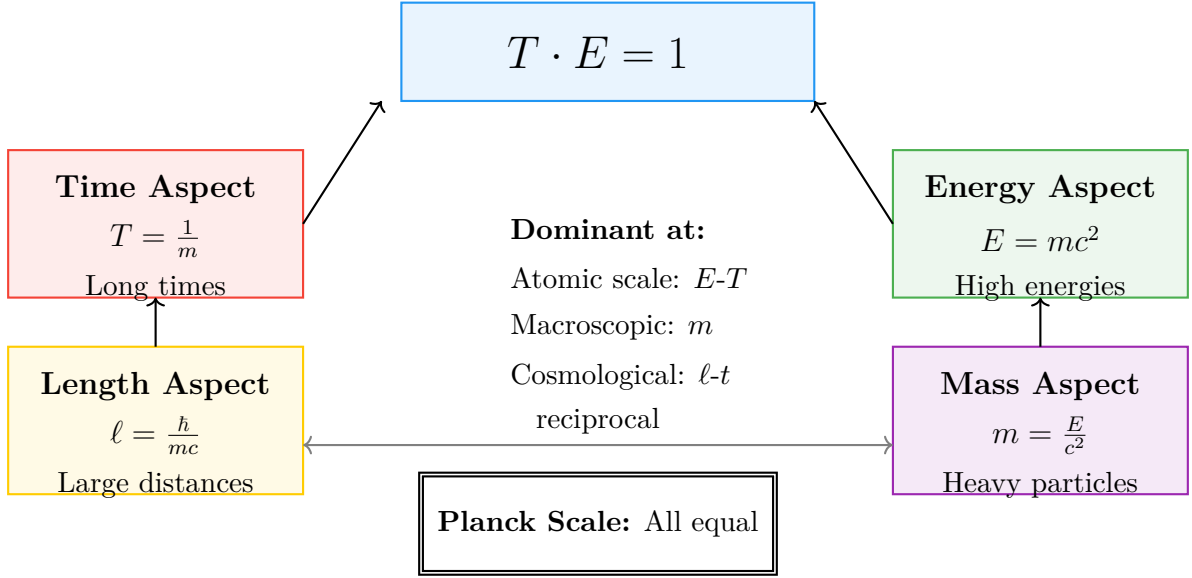 T · E = 1
Time Aspect
T = 1/m
Long times
Energy Aspect
E = mc²
High energies
Dominant at:
Atomic scale: E-T
Macroscopic: m
Cosmological: ℓ-t
reciprocal
Length Aspect
ℓ = ħ/mc
Large distances
Mass Aspect
m = E/c²
Heavy particles
Planck Scale: All equal